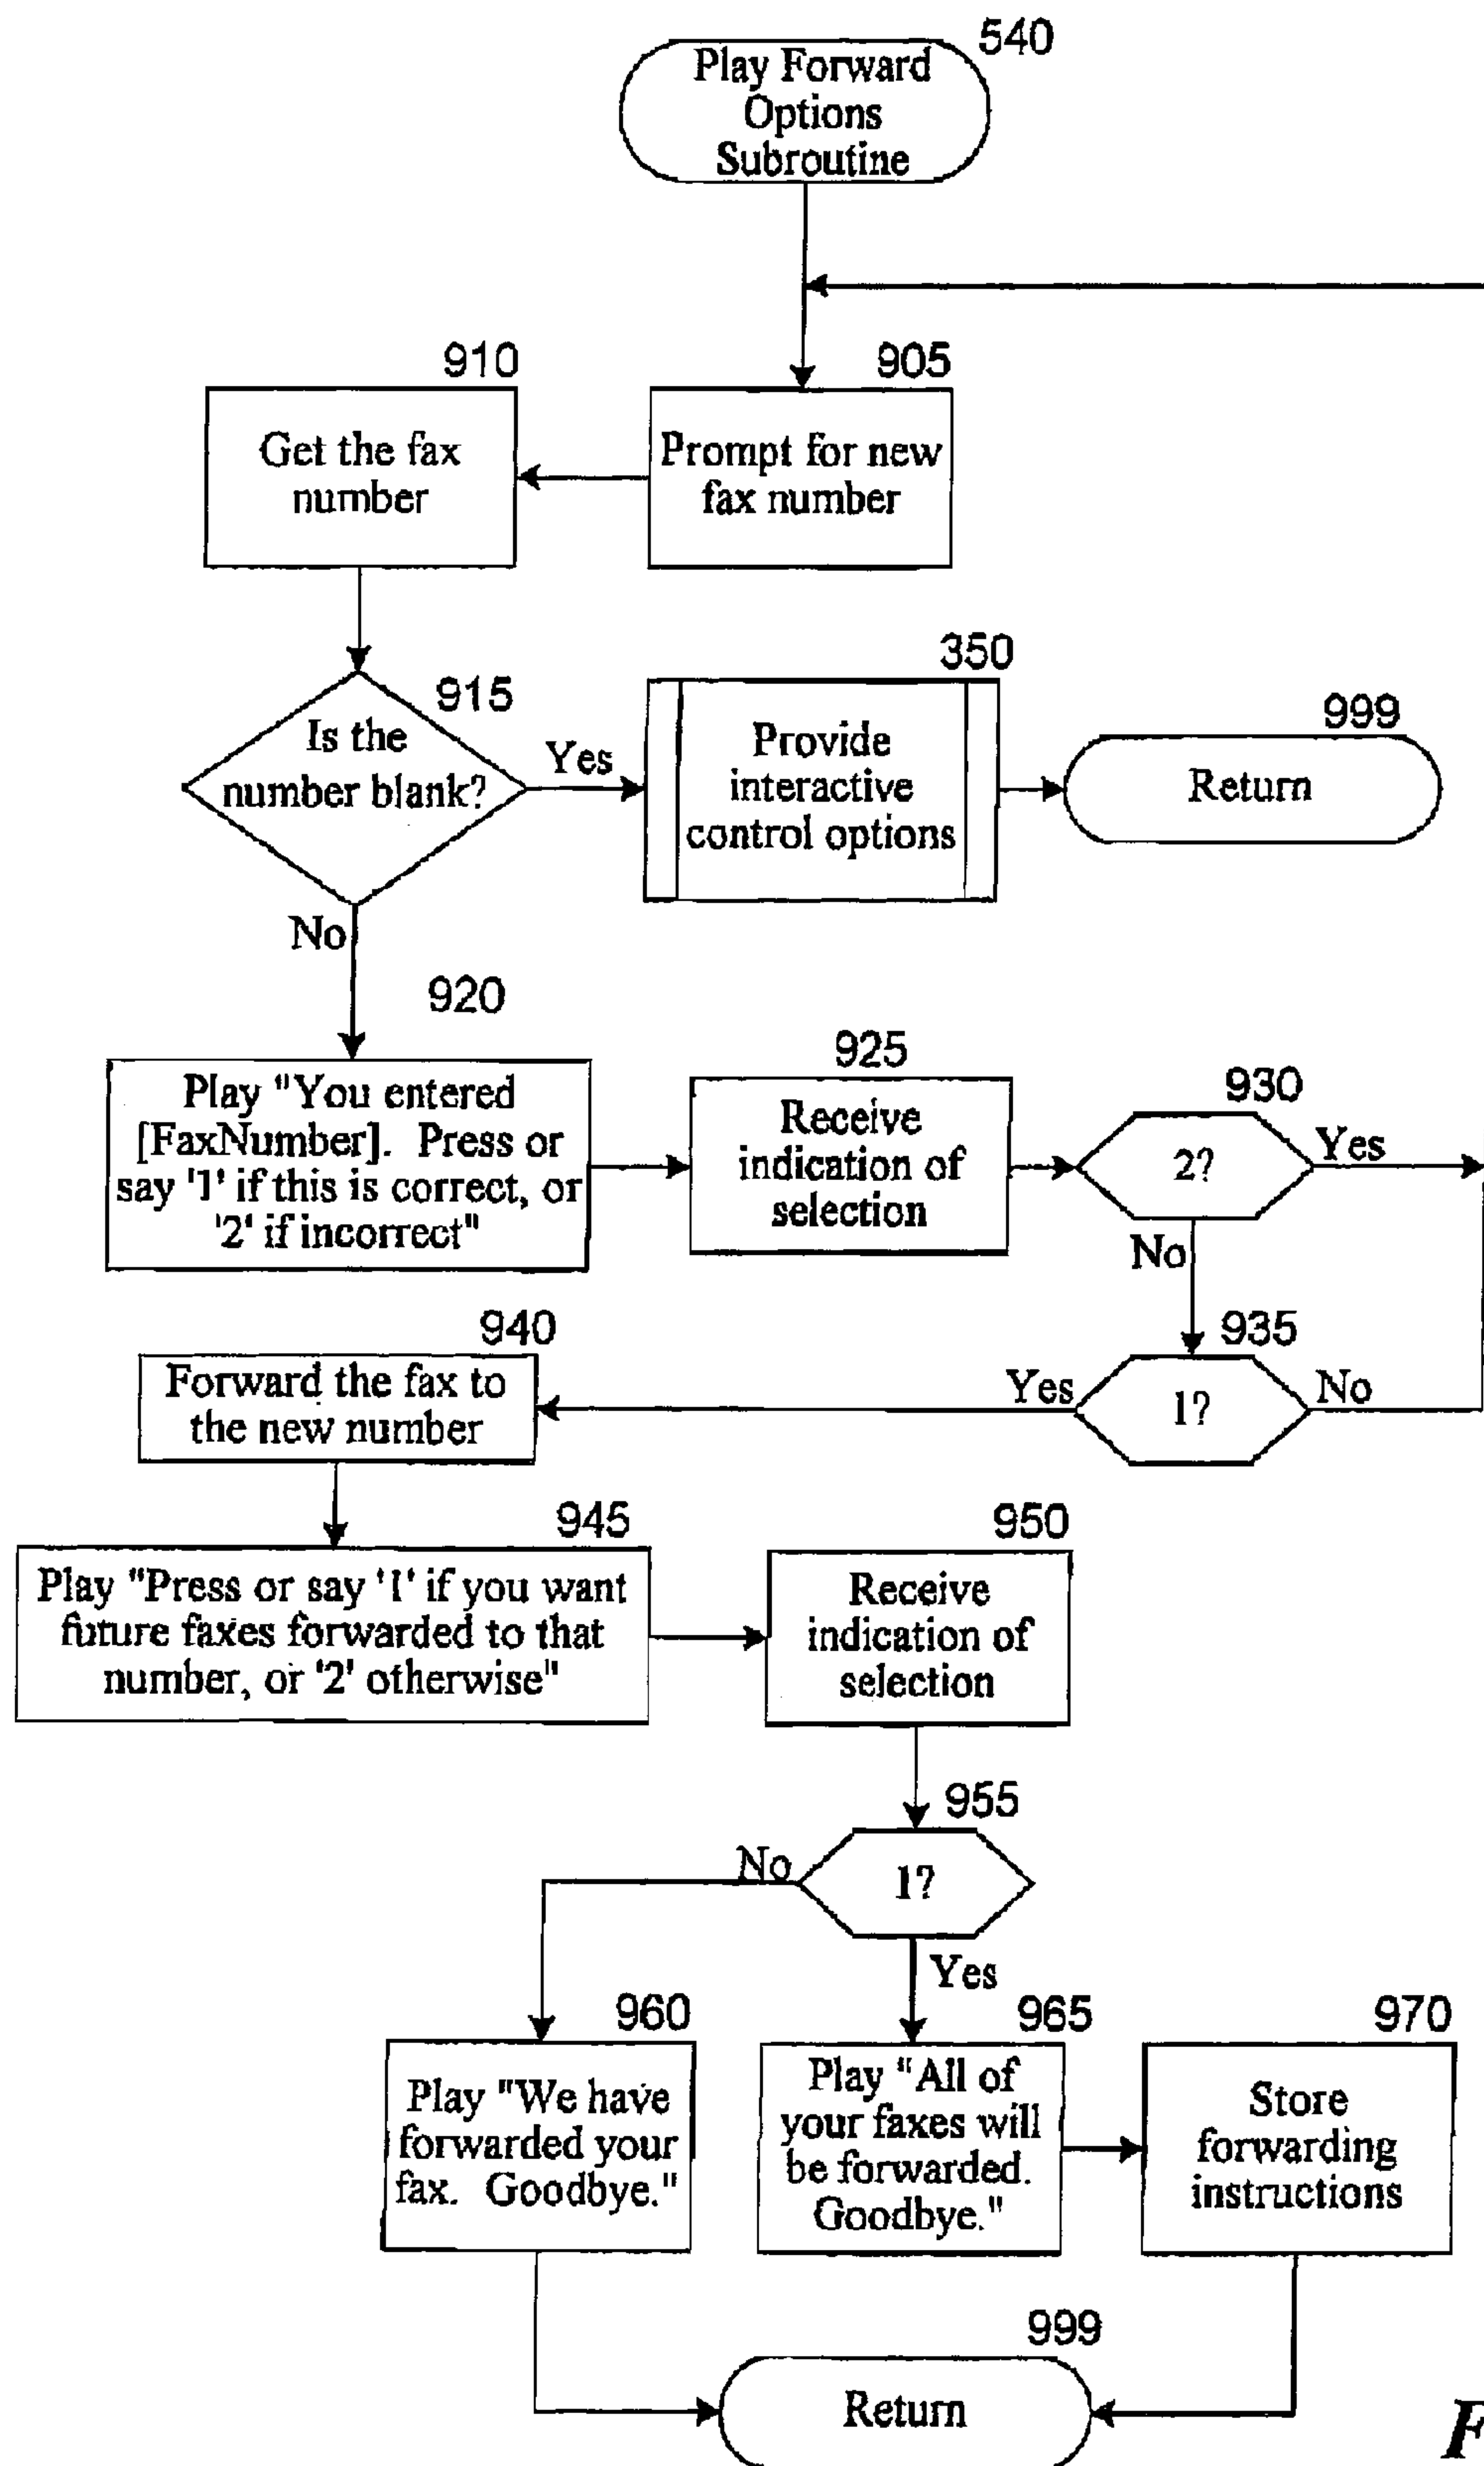 540
Play Forward
Options
Subroutine
910
905
Get the fax
number
Prompt for new
fax number
915
Is the
number blank?
Yes
350
Provide
interactive
control options
999
Return
No
920
Play "You entered
[FaxNumber]. Press or
say '1' if this is correct, or
'2' if incorrect"
925
Receive
indication of
selection
930
2?
Yes
No
935
1?
Yes
No
940
Forward the fax to
the new number
945
Play "Press or say '1' if you want
future faxes forwarded to that
number, or '2' otherwise"
950
Receive
indication of
selection
955
1?
No
Yes
960
Play "We have
forwarded your
fax. Goodbye."
965
Play "All of
your faxes will
be forwarded.
Goodbye."
970
Store
forwarding
instructions
999
Return
F